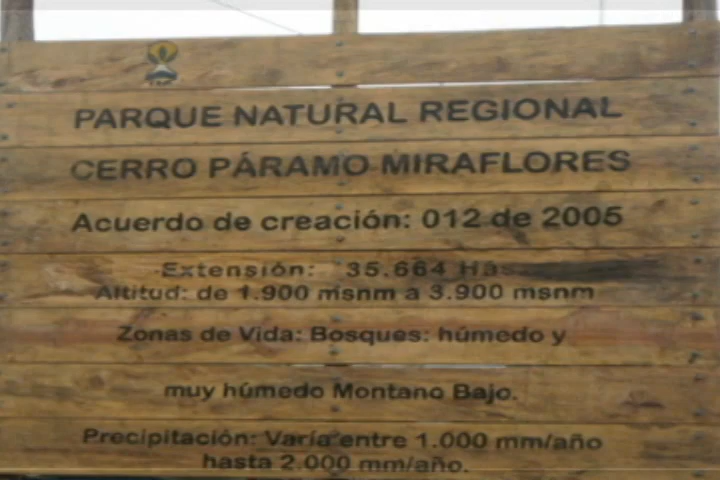 PARQUE NATURAL REGIONAL
CERRO PÁRAMO MIRAFLORES
Acuerdo de creación: 012 de 2005
Extensión: 35.664 Has
Altitud: de 1.900 msnm a 3.900 msnm
Zonas de Vida: Bosques: húmedo y
muy húmedo Montano Bajo.
Precipitación: Varía entre 1.000 mm/año
hasta 2.000 mm/año.